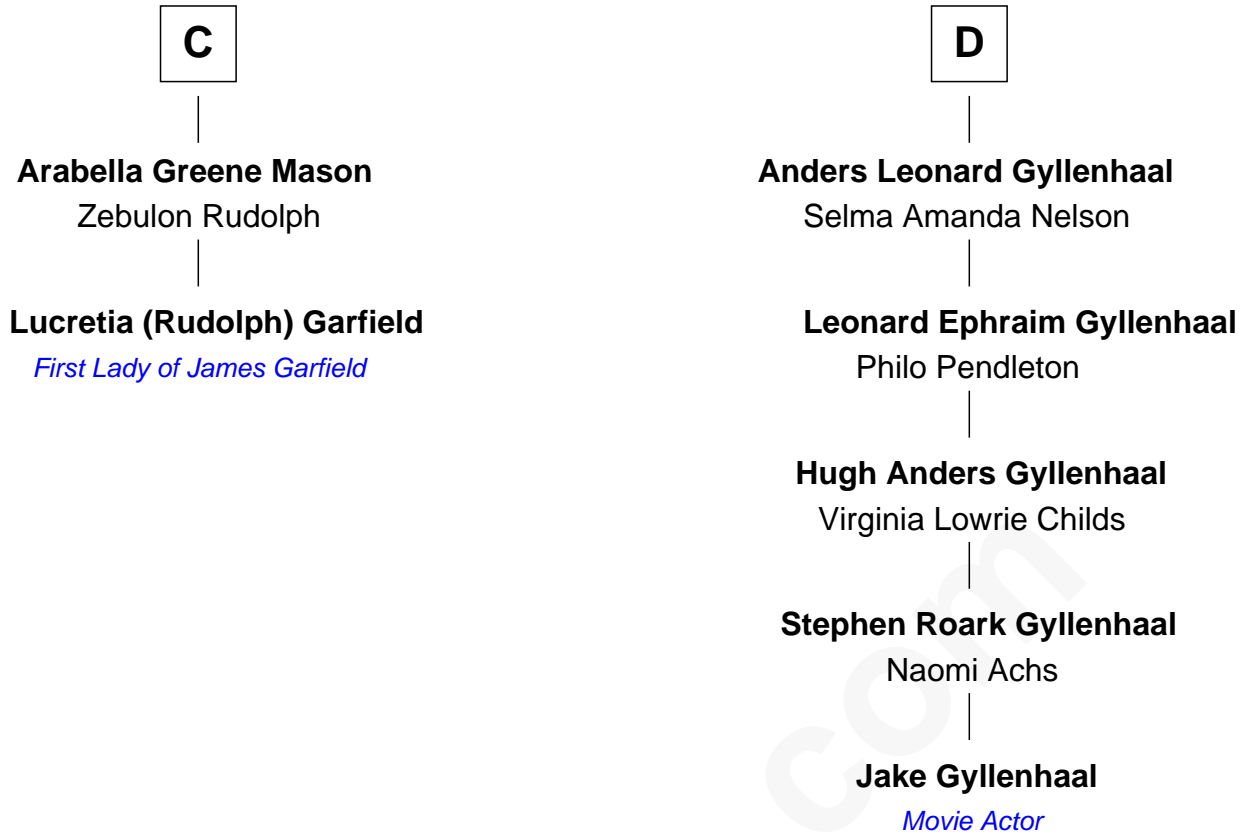 C
Arabella Greene Mason
Zebulon Rudolph
Lucretia (Rudolph) Garfield
First Lady of James Garfield
D
Anders Leonard Gyllenhaal
Selma Amanda Nelson
Leonard Ephraim Gyllenhaal
Philo Pendleton
Hugh Anders Gyllenhaal
Virginia Lowrie Childs
Stephen Roark Gyllenhaal
Naomi Achs
Jake Gyllenhaal
Movie Actor
com